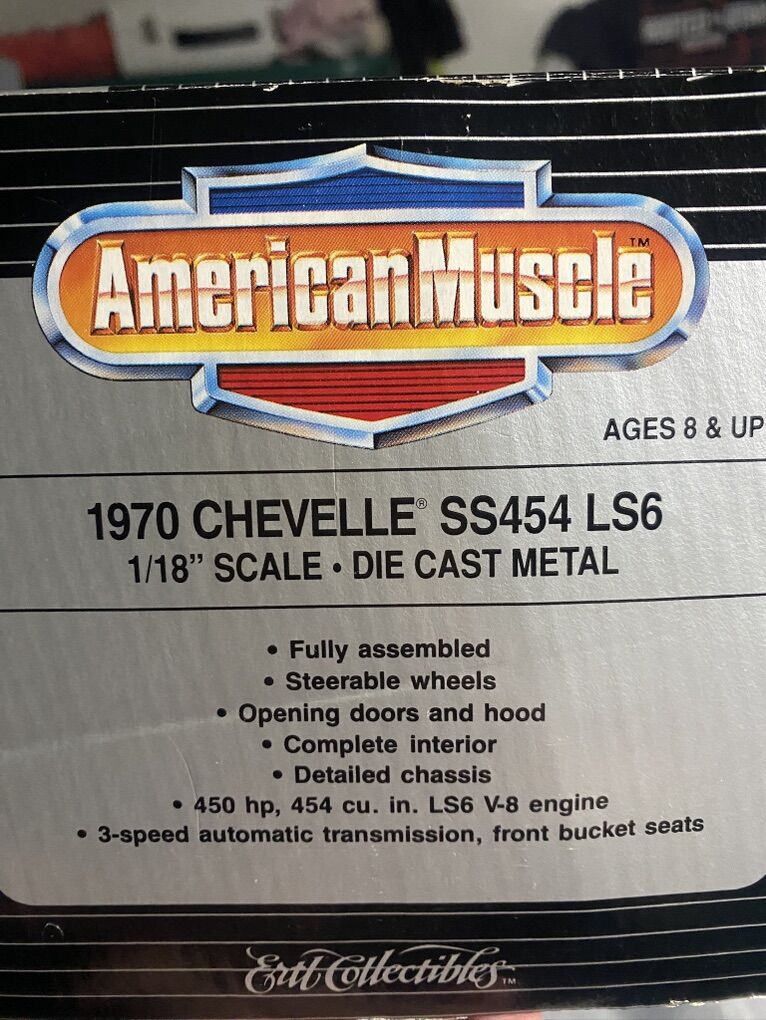 AmericanMuscle™
AGES 8 & UP
1970 CHEVELLE® SS454 LS6
1/18” SCALE • DIE CAST METAL
• Fully assembled
• Steerable wheels
• Opening doors and hood
• Complete interior
• Detailed chassis
• 450 hp, 454 cu. in. LS6 V-8 engine
• 3-speed automatic transmission, front bucket seats
Ertl Collectibles™